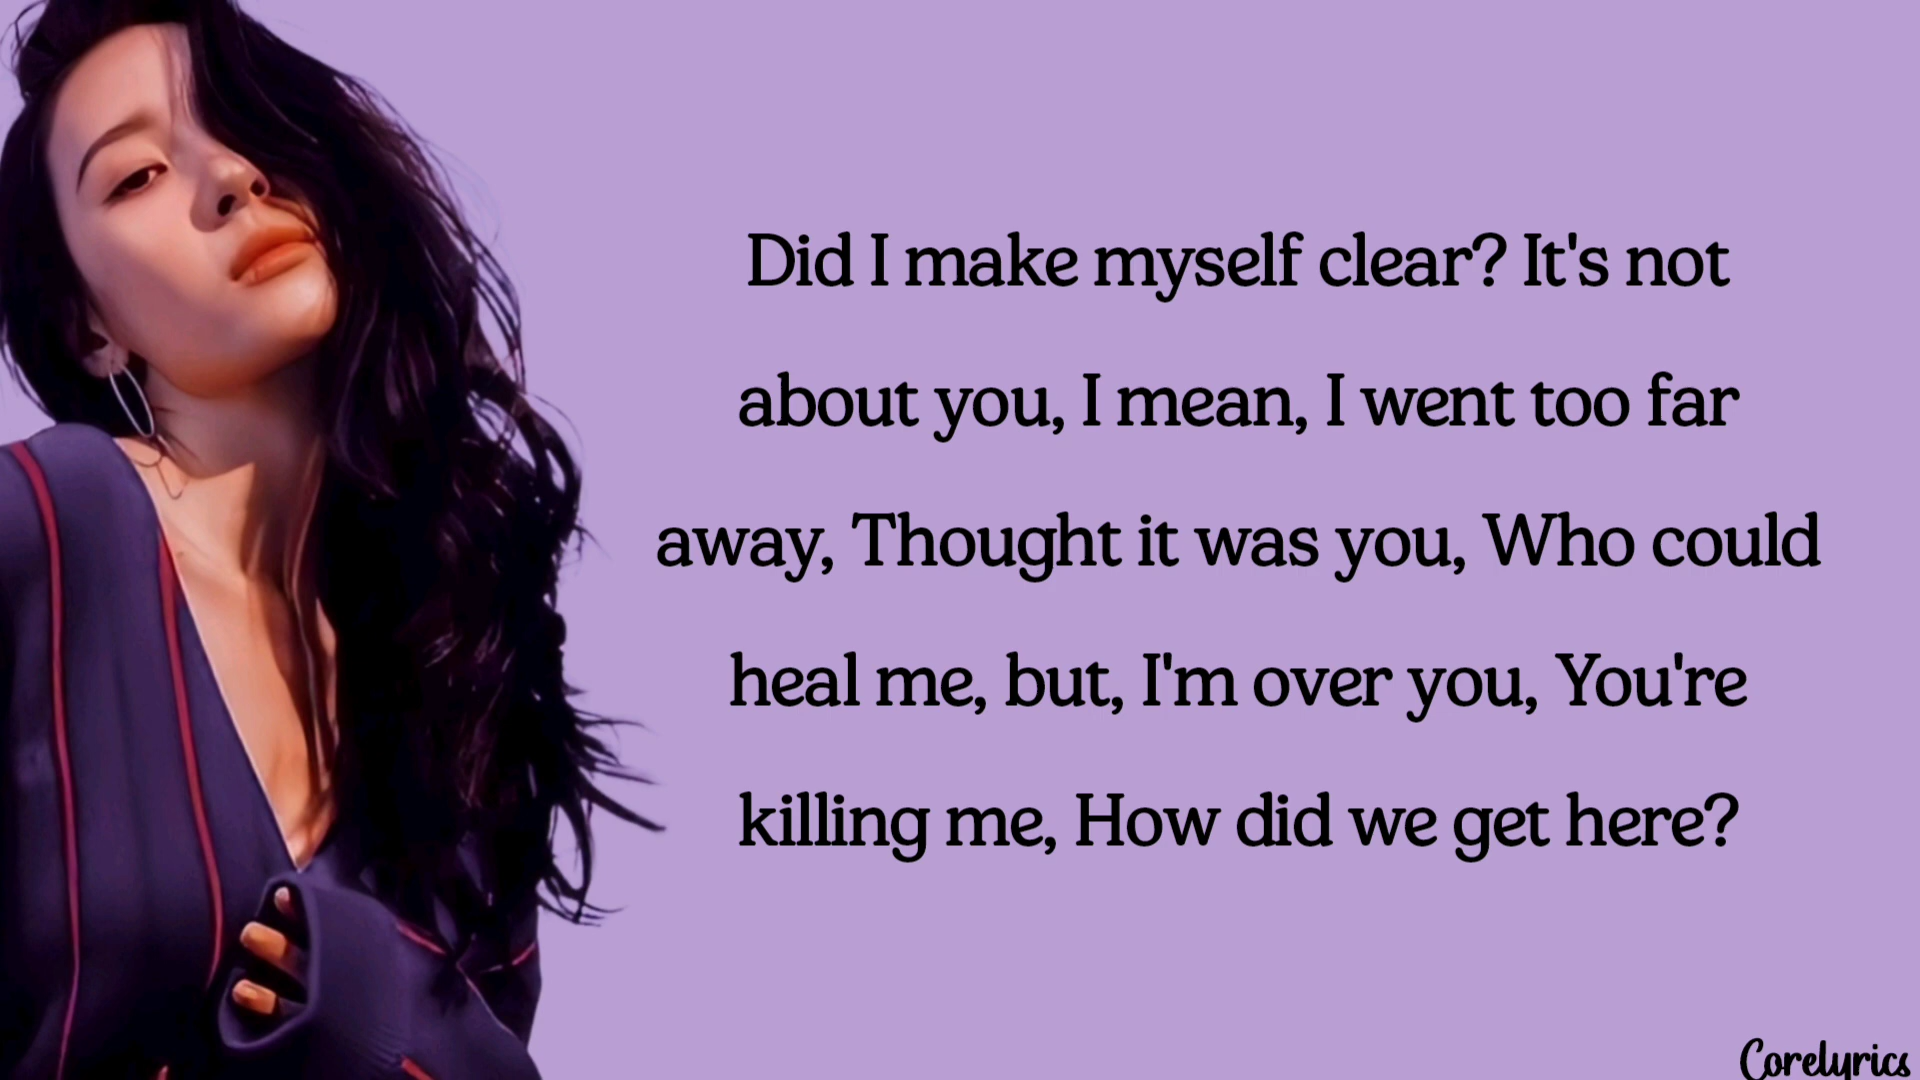 Did I make myself clear? It's not
about you, I mean, I went too far
away, Thought it was you, Who could
heal me, but, I'm over you, You're
killing me, How did we get here?
Corelyrics